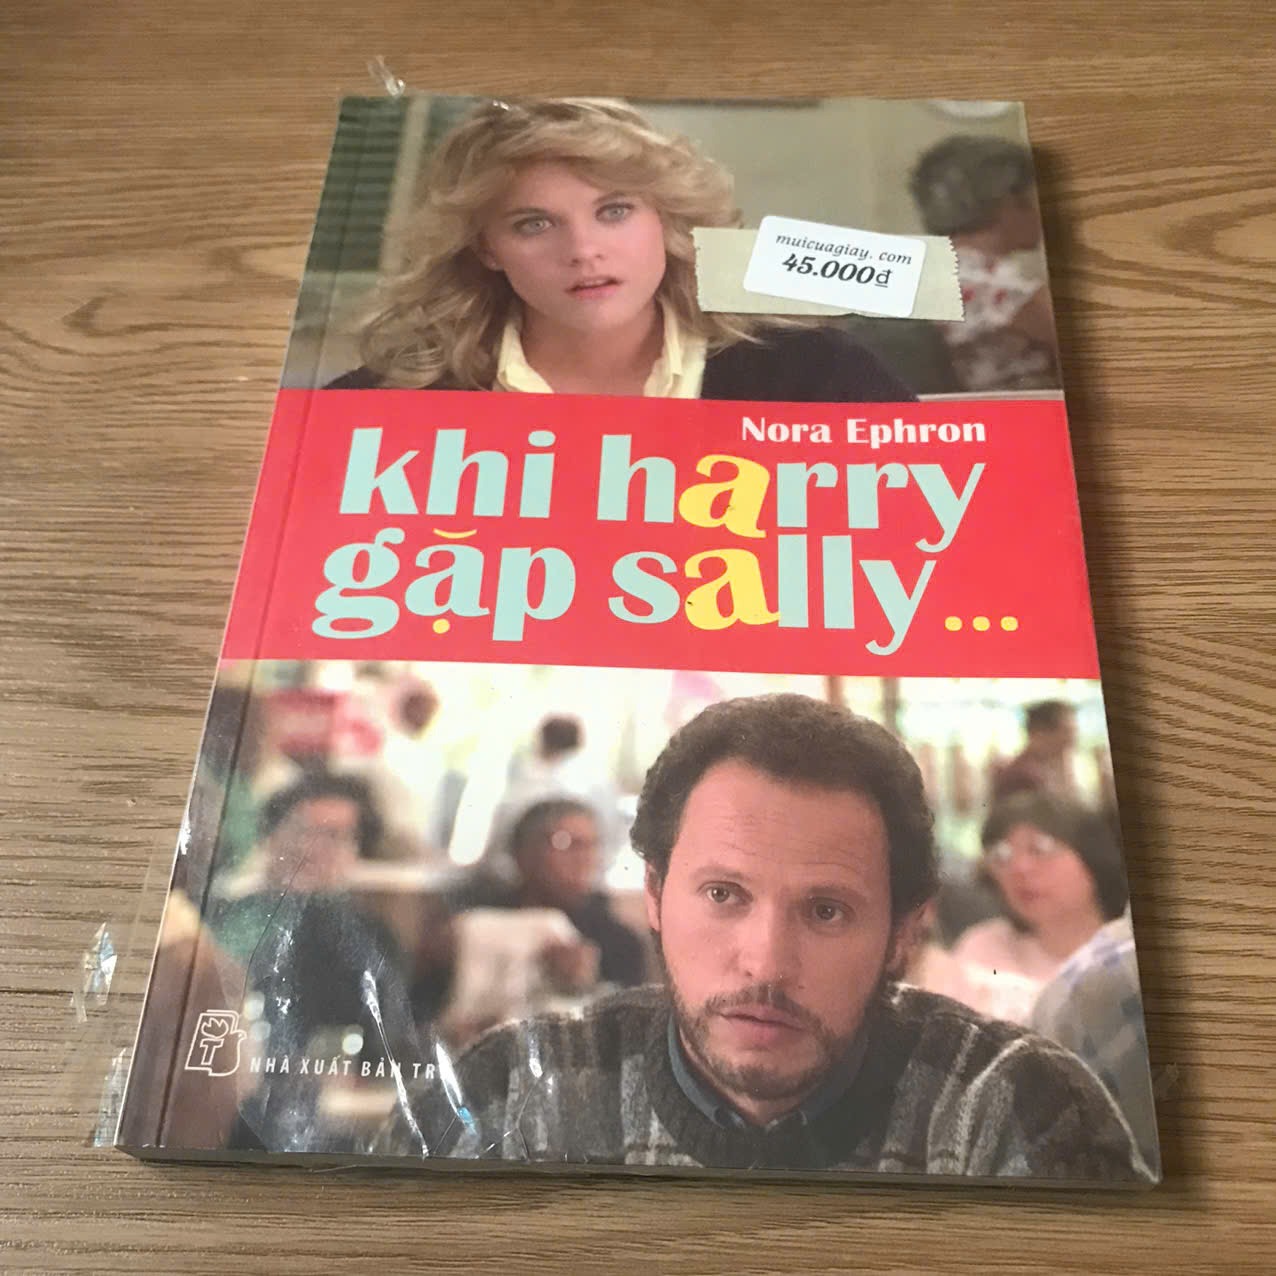 muicuagiay.com
45.000đ
Nora Ephron
khi harry
gặp sally...
T
NHÀ XUẤT BẢN TR